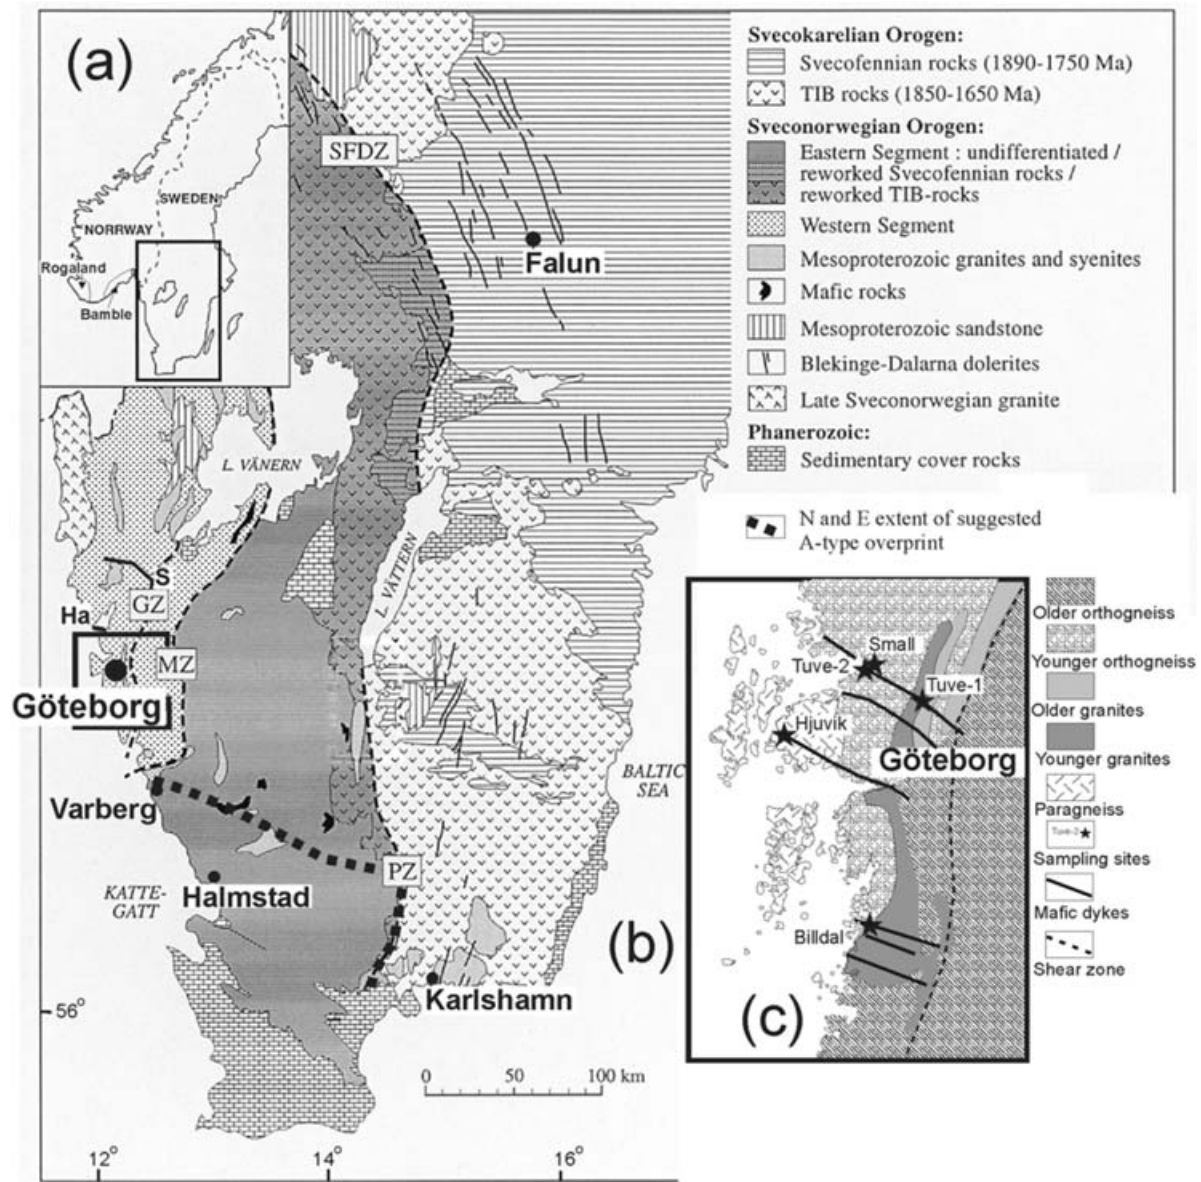 (a)
SWEDEN
NORRWAY
Rogaland
Bamble
SFDZ
Falun
L. VÄNERN
L. VÄTTERN
S
GZ
Ha
MZ
Göteborg
Varberg
PZ
KATTE-
GATT
Halmstad
BALTIC
SEA
(b)
Karlshamn
56°
0 50 100 km
12° 14° 16°
Svecokarelian Orogen:
Svecofennian rocks (1890-1750 Ma)
TIB rocks (1850-1650 Ma)
Sveconorwegian Orogen:
Eastern Segment : undifferentiated /
reworked Svecofennian rocks /
reworked TIB-rocks
Western Segment
Mesoproterozoic granites and syenites
Mafic rocks
Mesoproterozoic sandstone
Blekinge-Dalarna dolerites
Late Sveconorwegian granite
Phanerozoic:
Sedimentary cover rocks
N and E extent of suggested
A-type overprint
Small
Tuve-2
Tuve-1
Hjuvik
Göteborg
Billdal
(c)
Older orthogneiss
Younger orthogneiss
Older granites
Younger granites
Paragneiss
Tuve-2
Sampling sites
Mafic dykes
Shear zone